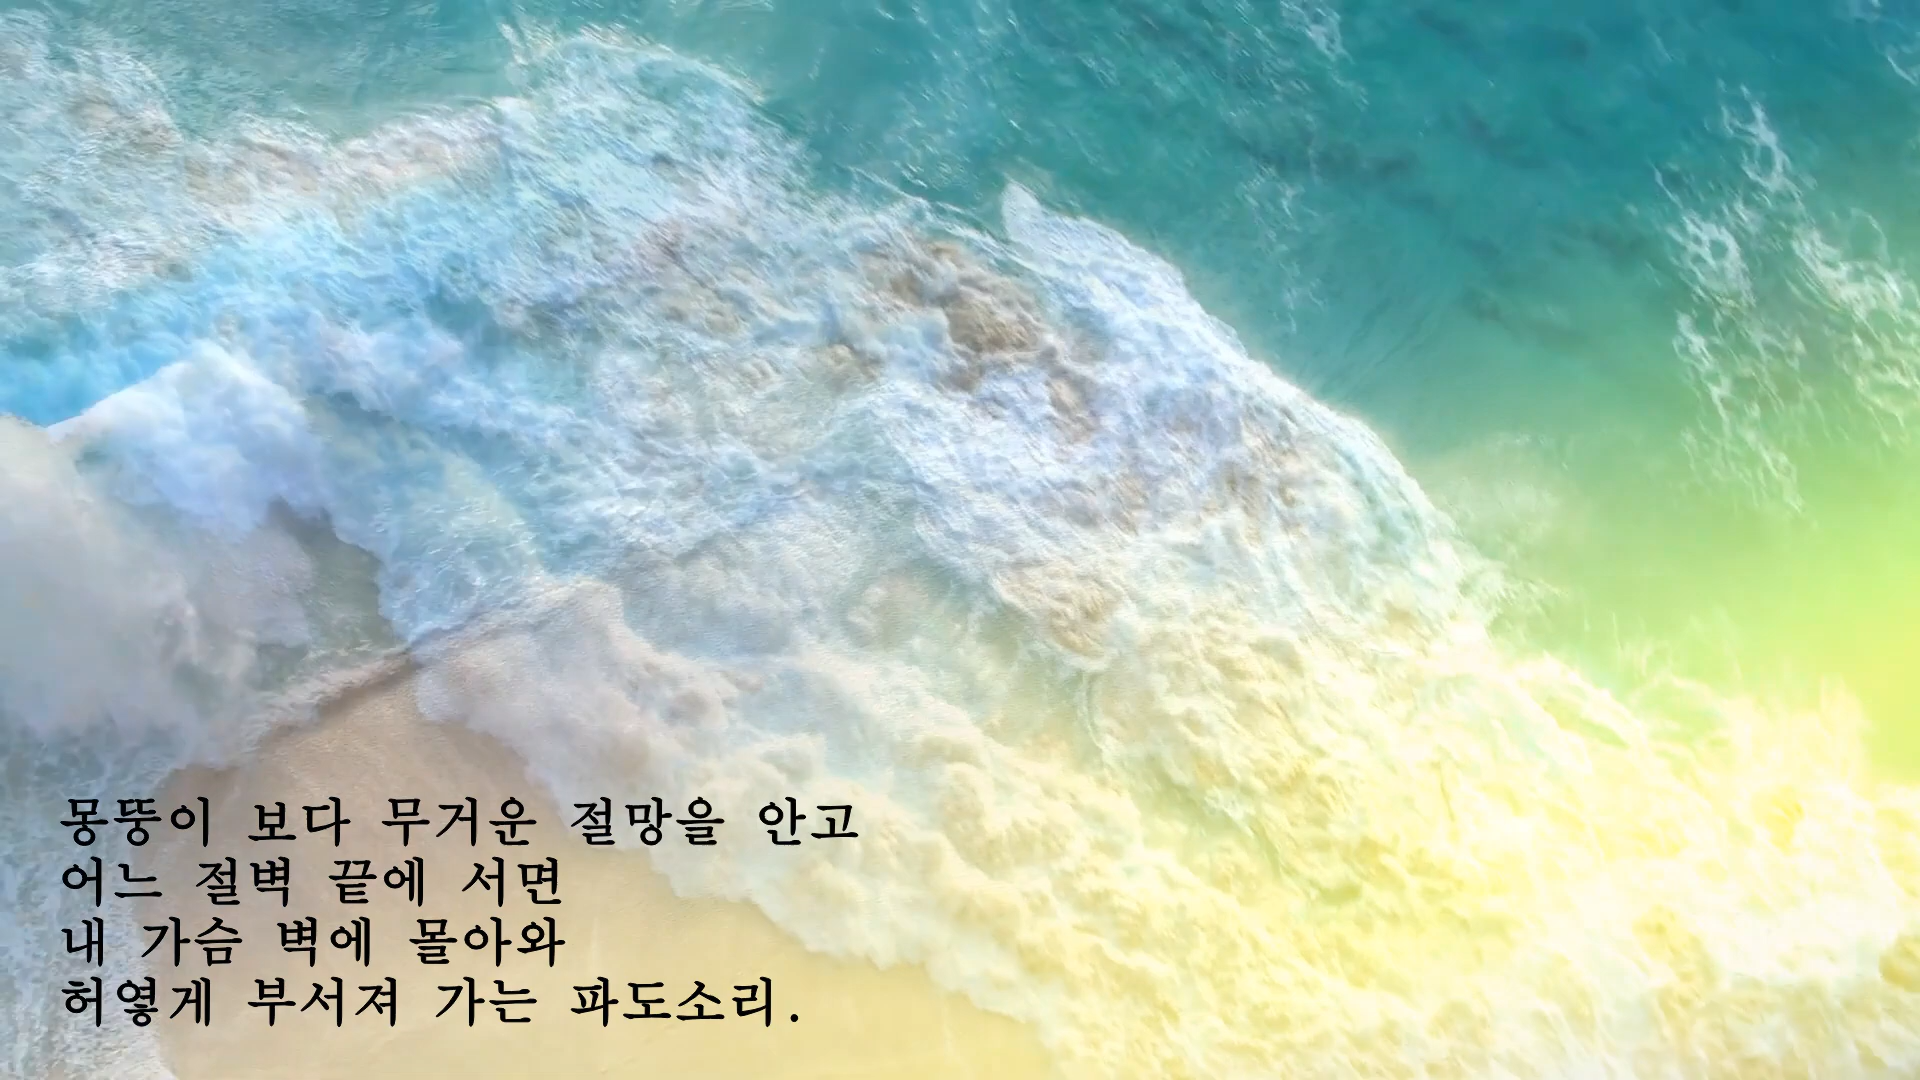 몽뚱이 보다 무거운 절망을 안고
어느 절벽 끝에 서면
내 가슴 벽에 몰아와
허옇게 부서져 가는 파도소리.